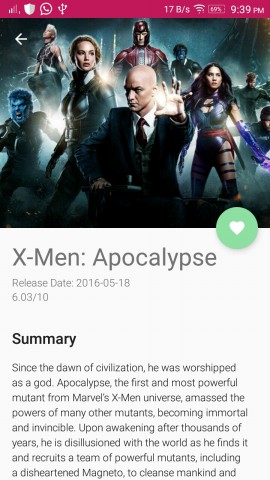 17 B/s 69% 9:39 PM
X-Men: Apocalypse
Release Date: 2016-05-18
6.03/10
Summary
Since the dawn of civilization, he was worshipped
as a god. Apocalypse, the first and most powerful
mutant from Marvel's X-Men universe, amassed the
powers of many other mutants, becoming immortal
and invincible. Upon awakening after thousands of
years, he is disillusioned with the world as he finds it
and recruits a team of powerful mutants, including
a disheartened Magneto, to cleanse mankind and